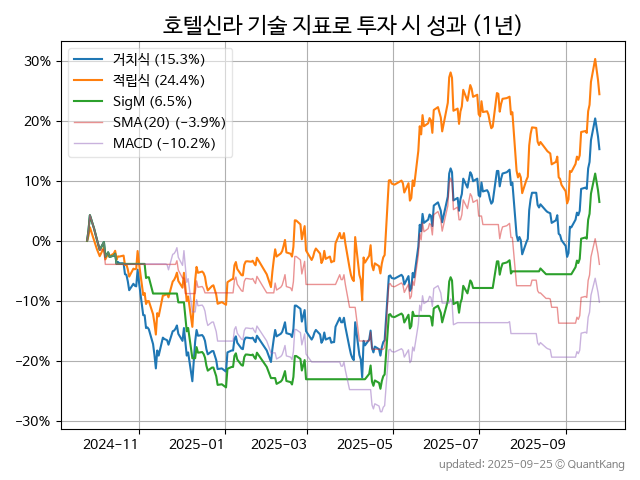 호텔신라 기술 지표로 투자 시 성과 (1년)
거치식 (15.3%)
적립식 (24.4%)
SigM (6.5%)
SMA(20) (−3.9%)
MACD (−10.2%)
30%
20%
10%
0%
−10%
−20%
−30%
2024-11 2025-01 2025-03 2025-05 2025-07 2025-09
updated: 2025-09-25 © QuantKang